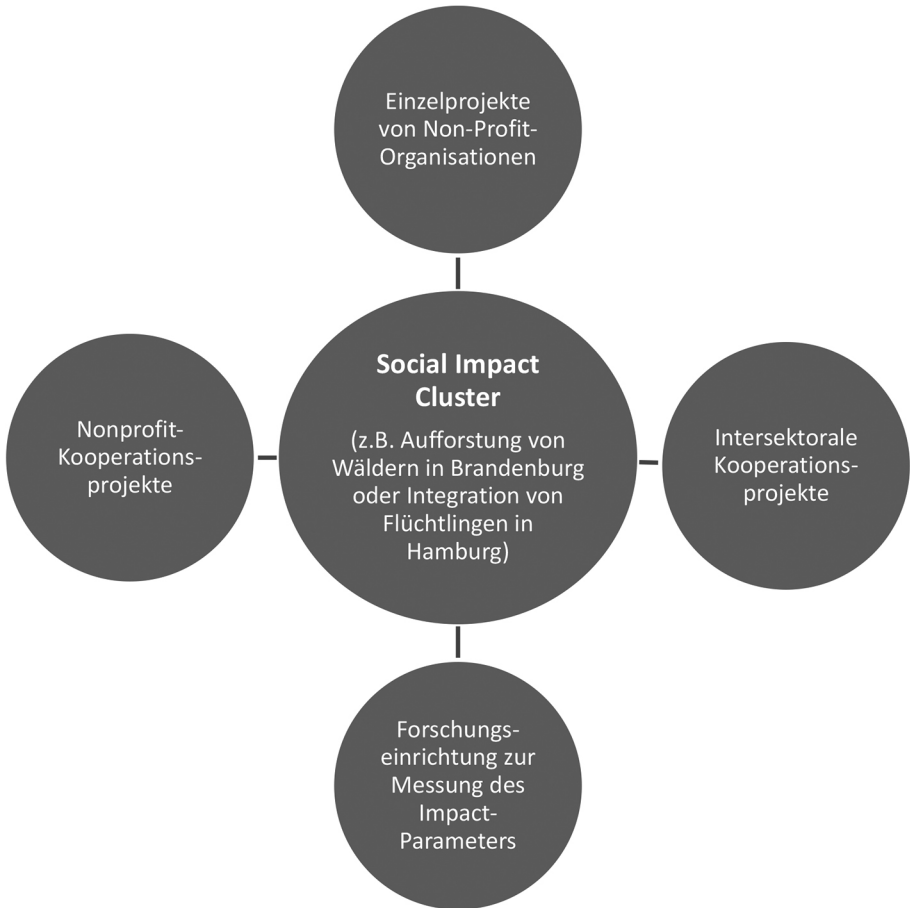 Einzelprojekte
von Non-Profit-
Organisationen
Social Impact
Cluster
(z.B. Aufforstung von
Wäldern in Brandenburg
oder Integration von
Flüchtlingen in
Hamburg)
Nonprofit-
Kooperations-
projekte
Intersektorale
Kooperations-
projekte
Forschungs-
einrichtung zur
Messung des
Impact-
Parameters